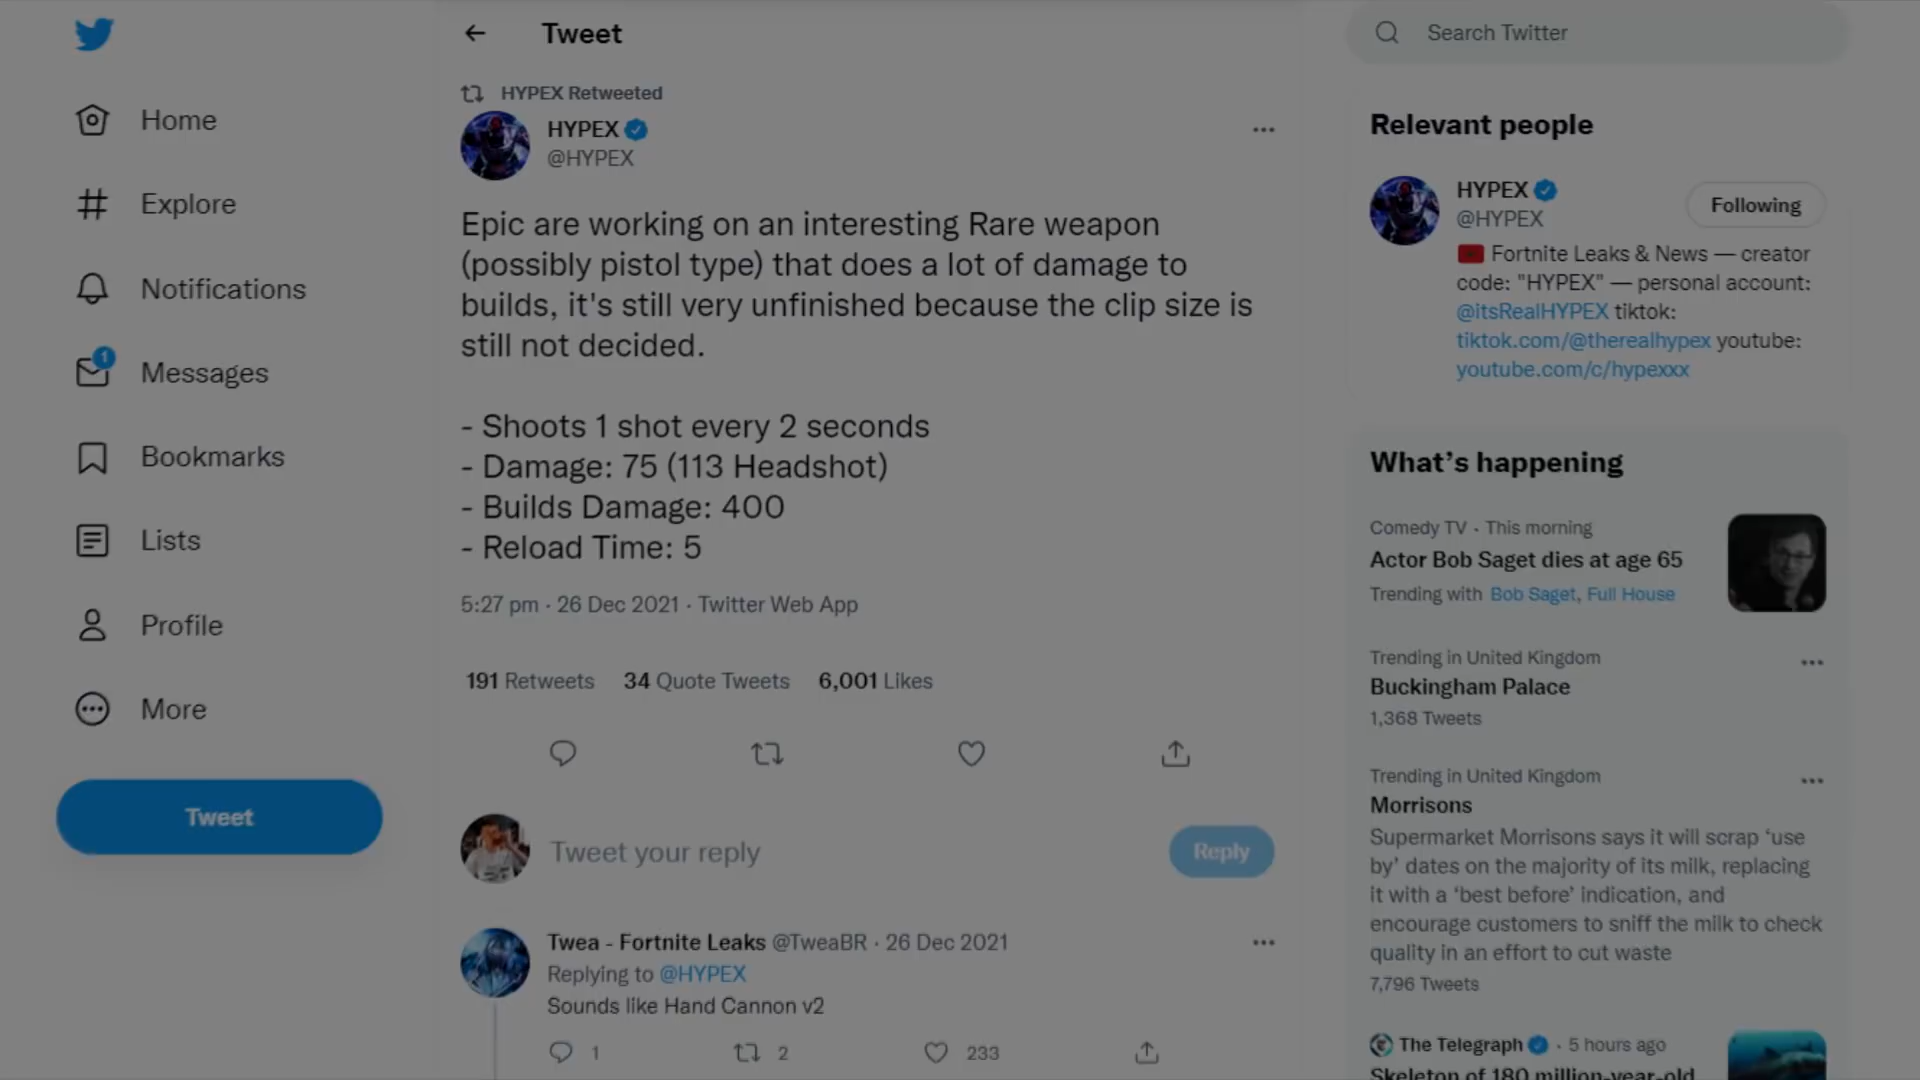 Home
Explore
Notifications
1
Messages
Bookmarks
Lists
Profile
More
Tweet
Tweet
HYPEX Retweeted
HYPEX
@HYPEX
Epic are working on an interesting Rare weapon
(possibly pistol type) that does a lot of damage to
builds, it's still very unfinished because the clip size is
still not decided.
- Shoots 1 shot every 2 seconds
- Damage: 75 (113 Headshot)
- Builds Damage: 400
- Reload Time: 5
5:27 pm · 26 Dec 2021 · Twitter Web App
191 Retweets 34 Quote Tweets 6,001 Likes
Tweet your reply
Reply
Twea - Fortnite Leaks @TweaBR · 26 Dec 2021
Replying to @HYPEX
Sounds like Hand Cannon v2
1 2 233
Search Twitter
Relevant people
HYPEX
@HYPEX
Following
Fortnite Leaks & News — creator
code: "HYPEX" — personal account:
@itsRealHYPEX tiktok:
tiktok.com/@therealhypex youtube:
youtube.com/c/hypexxx
What's happening
Comedy TV · This morning
Actor Bob Saget dies at age 65
Trending with Bob Saget, Full House
Trending in United Kingdom
Buckingham Palace
1,368 Tweets
Trending in United Kingdom
Morrisons
Supermarket Morrisons says it will scrap ‘use
by’ dates on the majority of its milk, replacing
it with a ‘best before’ indication, and
encourage customers to sniff the milk to check
quality in an effort to cut waste
7,796 Tweets
The Telegraph · 5 hours ago
Skeleton of 180 million-year-old